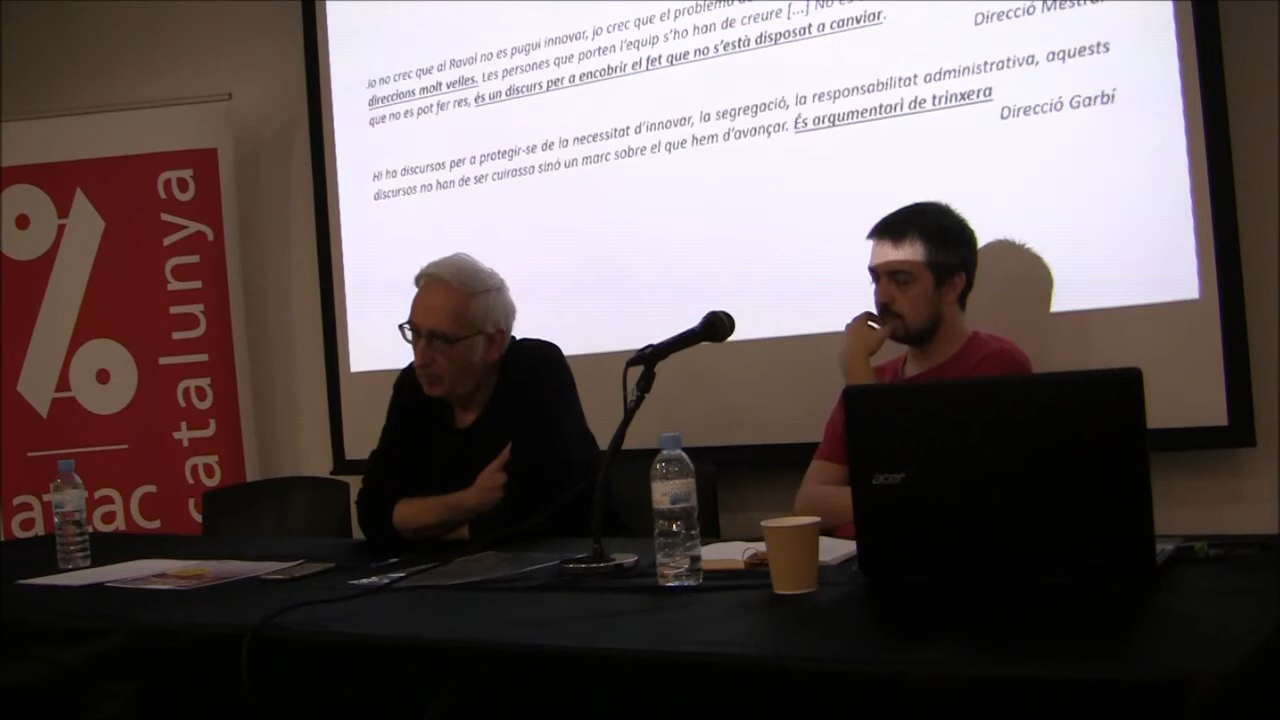 Jo no crec que al Raval no es pugui innovar, jo crec que el problema
direccions molt velles. Les persones que porten l'equip s'ho han de creure [...] No
que no es pot fer res, és un discurs per a encobrir el fet que no s'està disposat a canviar.
Direcció Mestral
Hi ha discursos per a protegir-se de la necessitat d'innovar, la segregació, la responsabilitat administrativa, aquests
discursos no han de ser cuirassa sinó un marc sobre el que hem d'avançar. És argumentari de trinxera
Direcció Garbí
%
catalunya
attac
acer